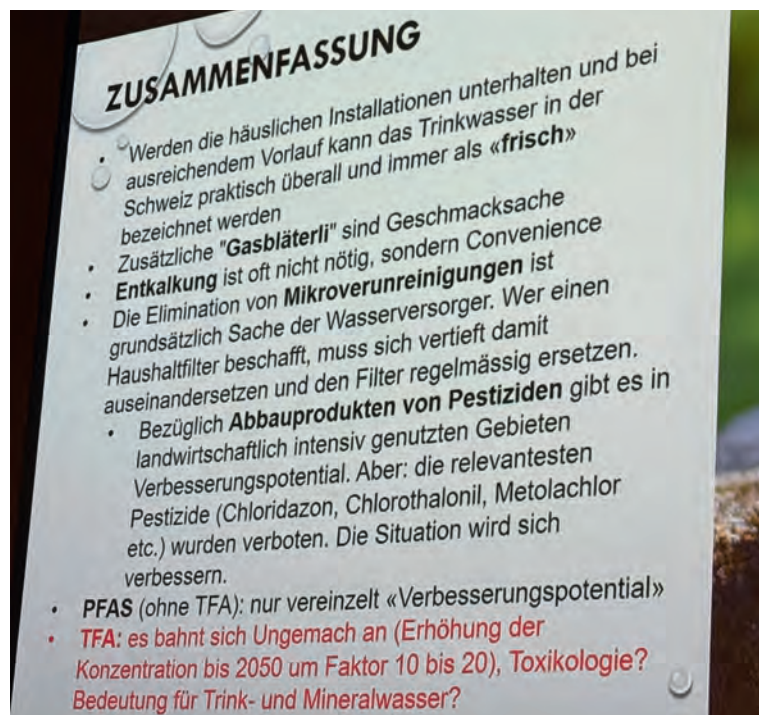 ZUSAMMENFASSUNG
• Werden die häuslichen Installationen unterhalten und bei
ausreichendem Vorlauf kann das Trinkwasser in der
Schweiz praktisch überall und immer als «frisch»
bezeichnet werden
• Zusätzliche "Gasbläterli" sind Geschmacksache
• Entkalkung ist oft nicht nötig, sondern Convenience
• Die Elimination von Mikroverunreinigungen ist
grundsätzlich Sache der Wasserversorger. Wer einen
Haushaltfilter beschafft, muss sich vertieft damit
auseinandersetzen und den Filter regelmässig ersetzen.
• Bezüglich Abbauprodukten von Pestiziden gibt es in
landwirtschaftlich intensiv genutzten Gebieten
Verbesserungspotential. Aber: die relevantesten
Pestizide (Chloridazon, Chlorothalonil, Metolachlor
etc.) wurden verboten. Die Situation wird sich
verbessern.
• PFAS (ohne TFA): nur vereinzelt «Verbesserungspotential»
• TFA: es bahnt sich Ungemach an (Erhöhung der
Konzentration bis 2050 um Faktor 10 bis 20), Toxikologie?
Bedeutung für Trink- und Mineralwasser?